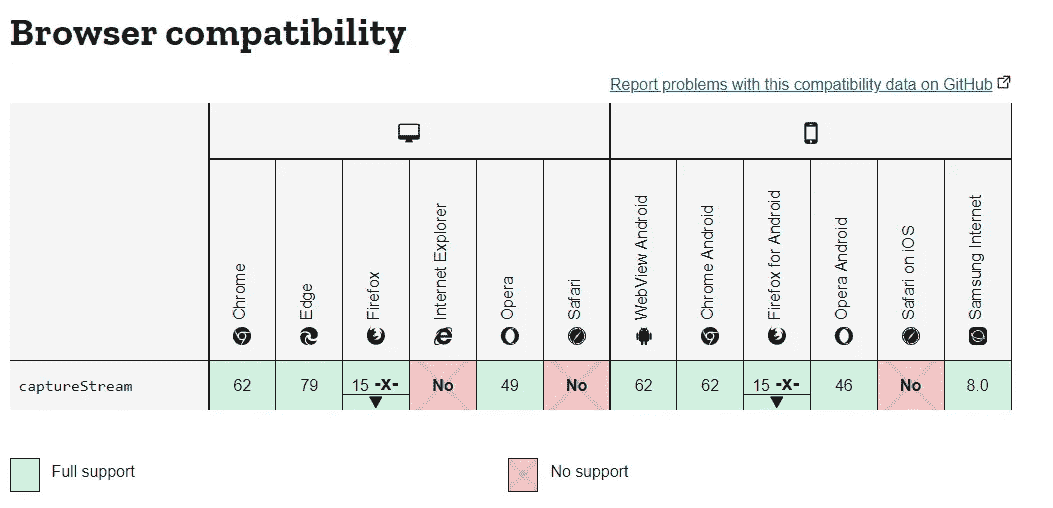 Browser compatibility
Report problems with this compatibility data on GitHub
Chrome
Edge
Firefox
Internet Explorer
Opera
Safari
WebView Android
Chrome Android
Firefox for Android
Opera Android
Safari on iOS
Samsung Internet
captureStream 62 79 15 -X- No 49 No 62 62 15 -X- 46 No 8.0
Full support No support